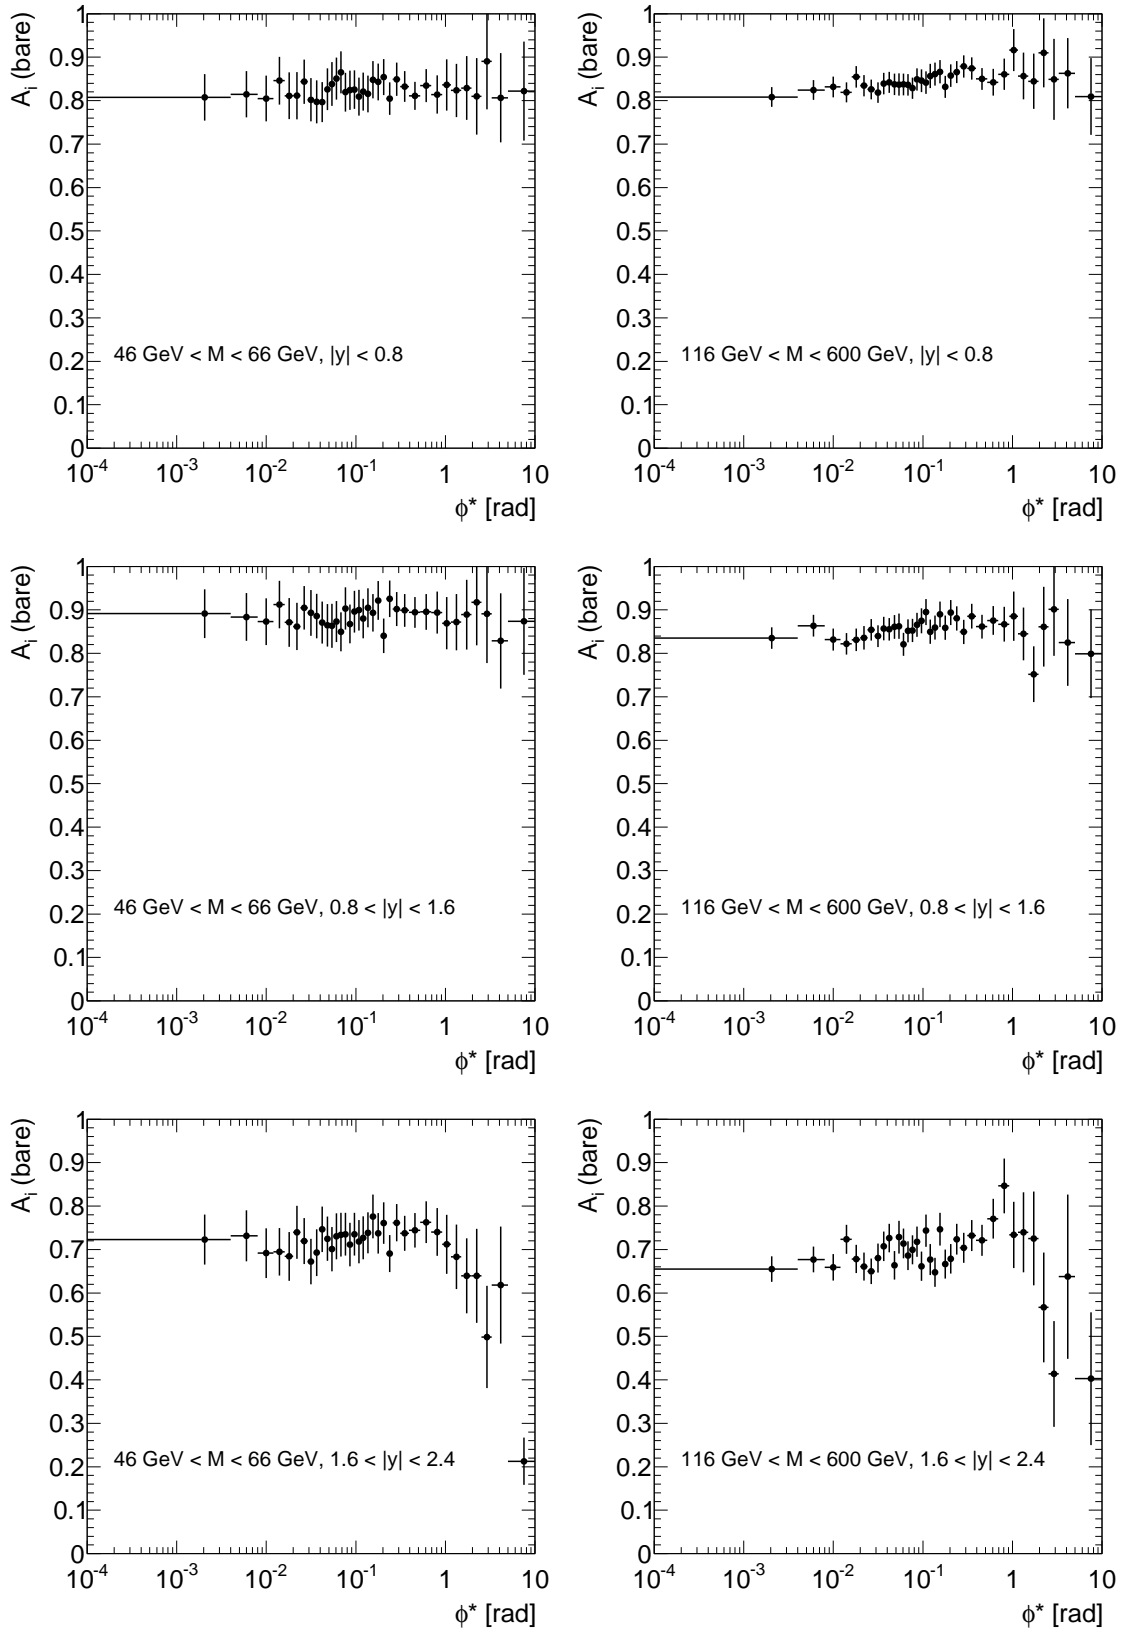 A_i (bare)
1
0.9
0.8
0.7
0.6
0.5
0.4
0.3
0.2
0.1
0
46 GeV < M < 66 GeV, |y| < 0.8
10^-4 10^-3 10^-2 10^-1 1 10
ϕ* [rad]
A_i (bare)
1
0.9
0.8
0.7
0.6
0.5
0.4
0.3
0.2
0.1
0
116 GeV < M < 600 GeV, |y| < 0.8
10^-4 10^-3 10^-2 10^-1 1 10
ϕ* [rad]
A_i (bare)
1
0.9
0.8
0.7
0.6
0.5
0.4
0.3
0.2
0.1
0
46 GeV < M < 66 GeV, 0.8 < |y| < 1.6
10^-4 10^-3 10^-2 10^-1 1 10
ϕ* [rad]
A_i (bare)
1
0.9
0.8
0.7
0.6
0.5
0.4
0.3
0.2
0.1
0
116 GeV < M < 600 GeV, 0.8 < |y| < 1.6
10^-4 10^-3 10^-2 10^-1 1 10
ϕ* [rad]
A_i (bare)
1
0.9
0.8
0.7
0.6
0.5
0.4
0.3
0.2
0.1
0
46 GeV < M < 66 GeV, 1.6 < |y| < 2.4
10^-4 10^-3 10^-2 10^-1 1 10
ϕ* [rad]
A_i (bare)
1
0.9
0.8
0.7
0.6
0.5
0.4
0.3
0.2
0.1
0
116 GeV < M < 600 GeV, 1.6 < |y| < 2.4
10^-4 10^-3 10^-2 10^-1 1 10
ϕ* [rad]